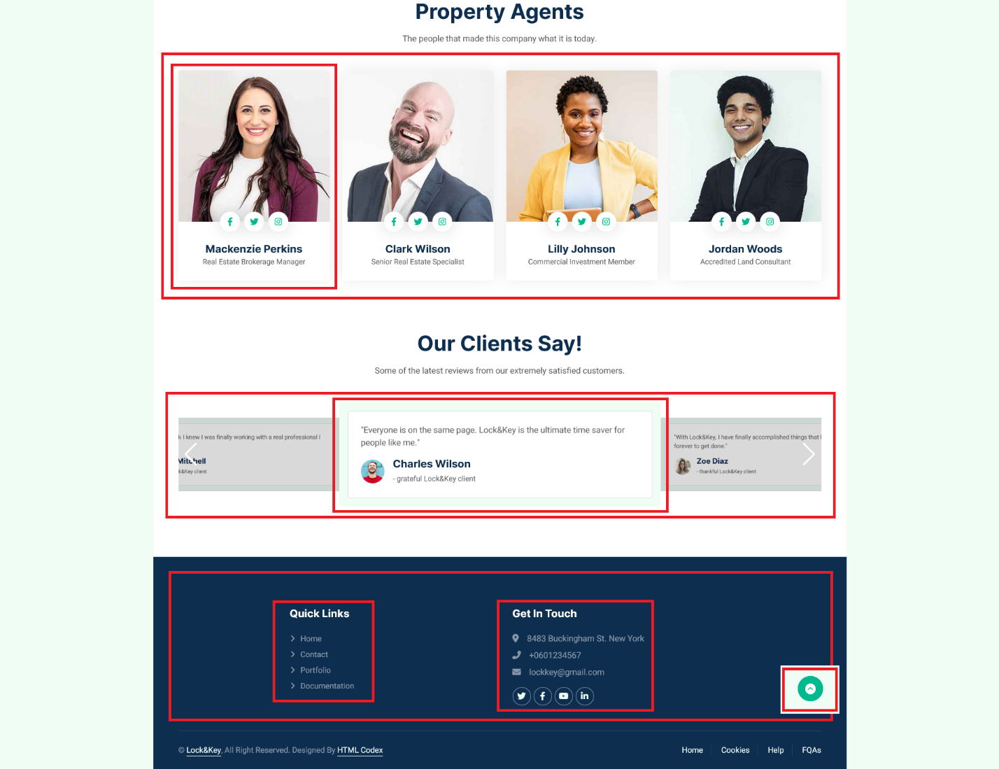 Property Agents
The people that made this company what it is today.
Mackenzie Perkins
Real Estate Brokerage Manager
Clark Wilson
Senior Real Estate Specialist
Lilly Johnson
Commercial Investment Member
Jordan Woods
Accredited Land Consultant
Our Clients Say!
Some of the latest reviews from our extremely satisfied customers.
k I knew I was finally working with a real professional I
Mitchell
k&Key client
"Everyone is on the same page. Lock&Key is the ultimate time saver for
people like me."
Charles Wilson
- grateful Lock&Key client
"With Lock&Key, I have finally accomplished things that I
forever to get done."
Zoe Diaz
- thankful Lock&Key client
Quick Links
Home
Contact
Portfolio
Documentation
Get In Touch
8483 Buckingham St. New York
+0601234567
lockkey@gmail.com
© Lock&Key, All Right Reserved. Designed By HTML Codex
Home
Cookies
Help
FQAs